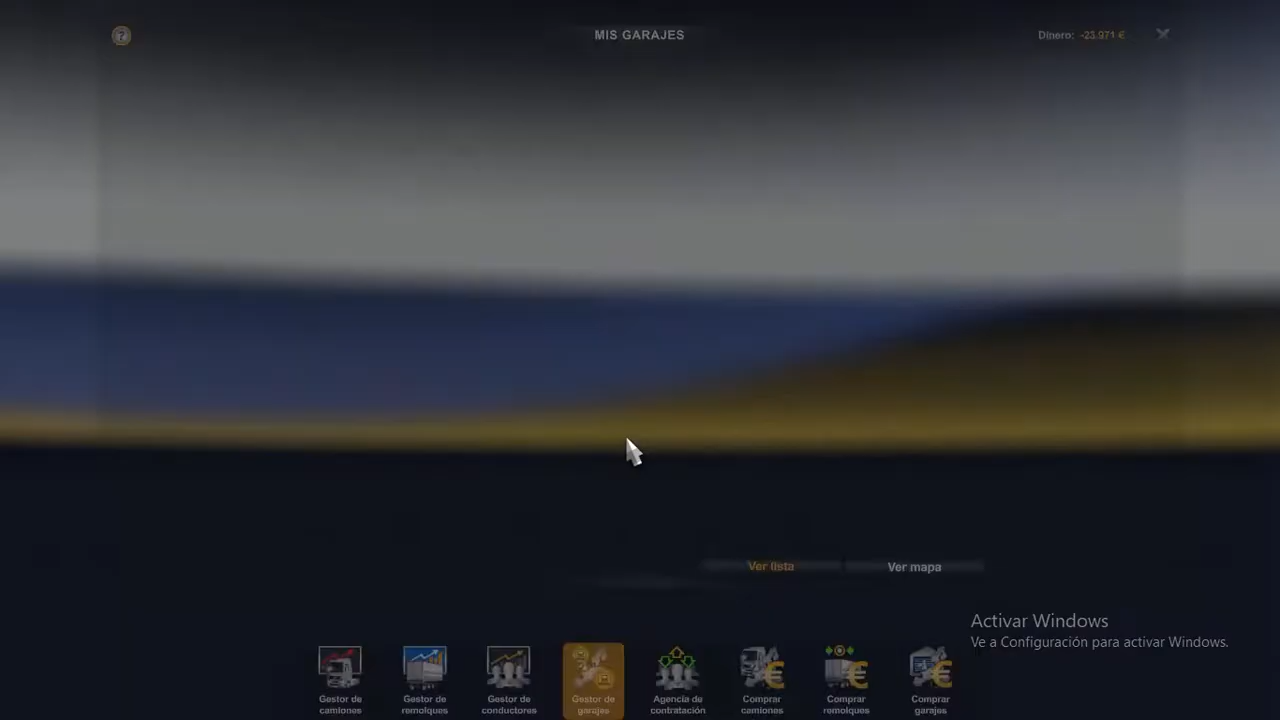 MIS GARAJES
Dinero: -23.971 €
Ver lista
Ver mapa
Activar Windows
Ve a Configuración para activar Windows.
Gestor de
camiones
Gestor de
remolques
Gestor de
conductores
Gestor de
garajes
Agencia de
contratación
Comprar
camiones
Comprar
remolques
Comprar
garajes